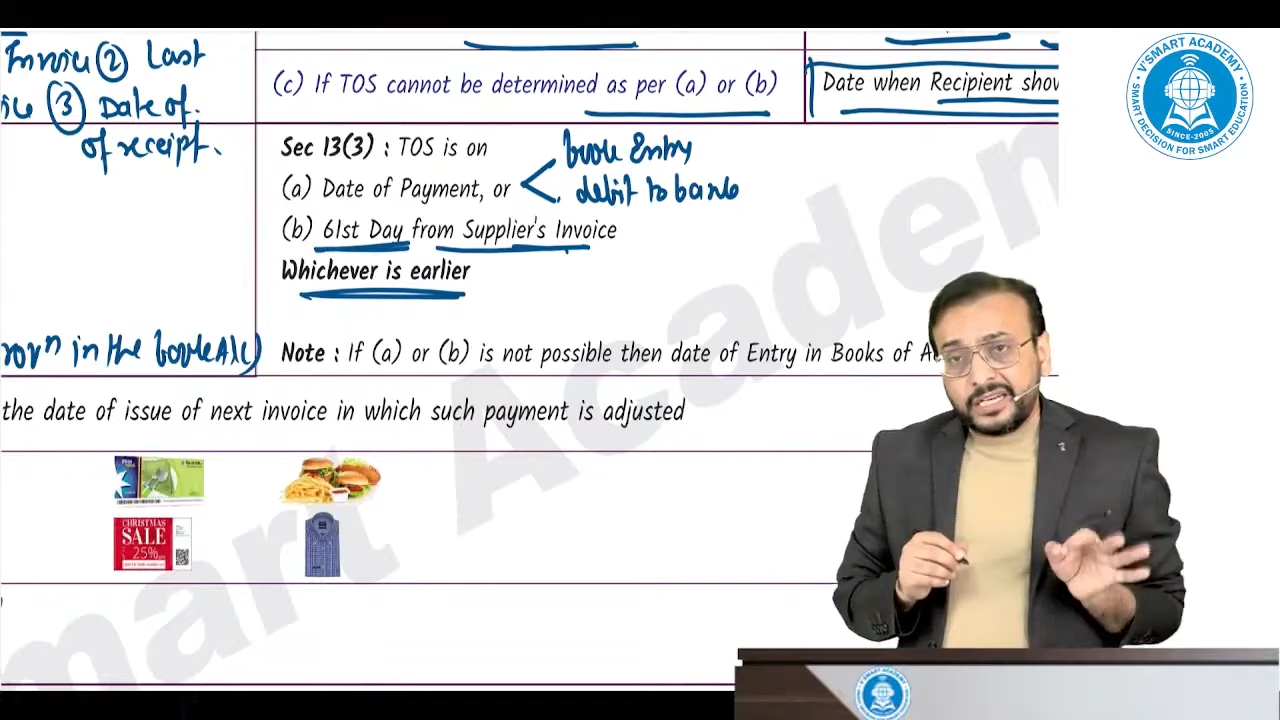 Invoice ② Last
③ Date of.
of receipt.
(c) If TOS cannot be determined as per (a) or (b)
Date when Recipient show
Sec 13(3) : TOS is on
(a) Date of Payment, or
book Entry
debit to bank
(b) 61st Day from Supplier's Invoice
Whichever is earlier
in the book A/c)
Note : If (a) or (b) is not possible then date of Entry in Books of A
the date of issue of next invoice in which such payment is adjusted
CHRISTMAS
SALE
25%
mart Academ
V'SMART ACADEMY
SMART DECISION FOR SMART EDUCATION
SINCE-2005